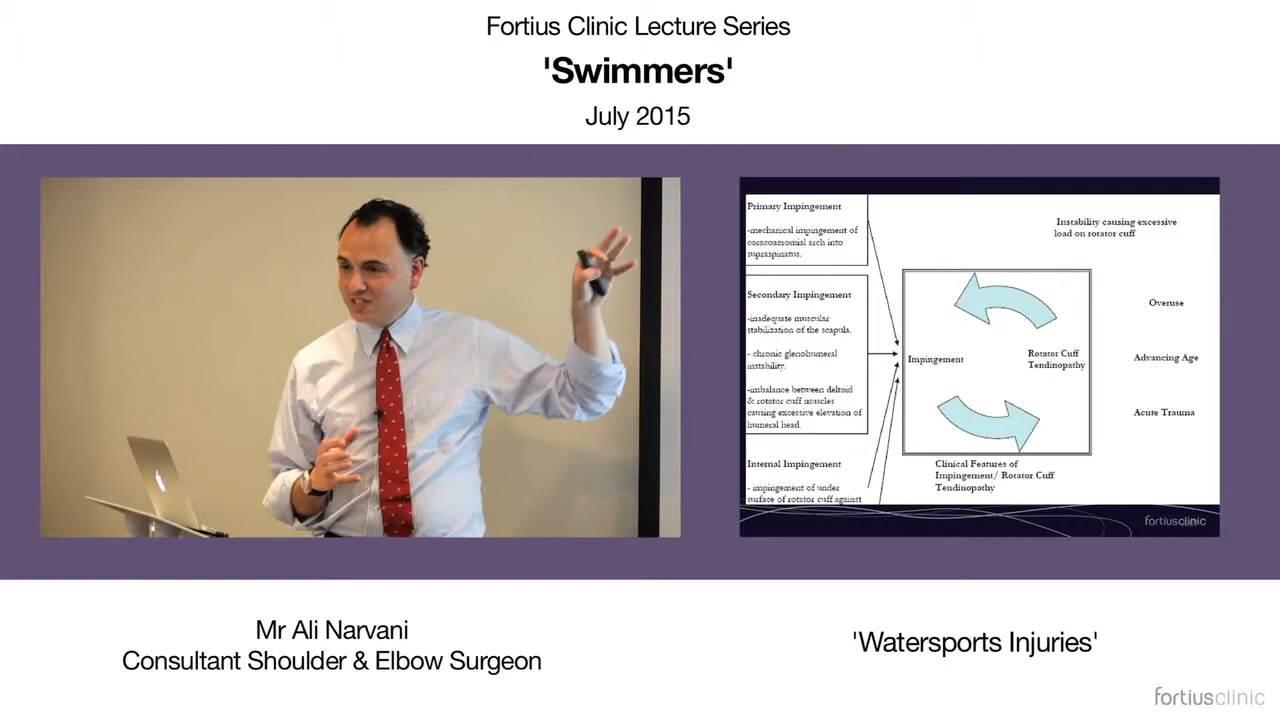 Fortius Clinic Lecture Series
'Swimmers'
July 2015
Primary Impingement
-mechanical impingement of
coracoacromial arch into
supraspinatus.
Secondary Impingement
-inadequate muscular
stabilization of the scapula.
- chronic glenohumeral
instability.
-imbalance between deltoid
& rotator cuff muscles
causing excessive elevation of
humeral head.
Internal Impingement
- impingement of under
surface of rotator cuff against
Impingement
Rotator Cuff
Tendinopathy
Clinical Features of
Impingement/ Rotator Cuff
Tendinopathy
Instability causing excessive
load on rotator cuff
Overuse
Advancing Age
Acute Trauma
fortiusclinic
Mr Ali Narvani
Consultant Shoulder & Elbow Surgeon
'Watersports Injuries'
fortiusclinic